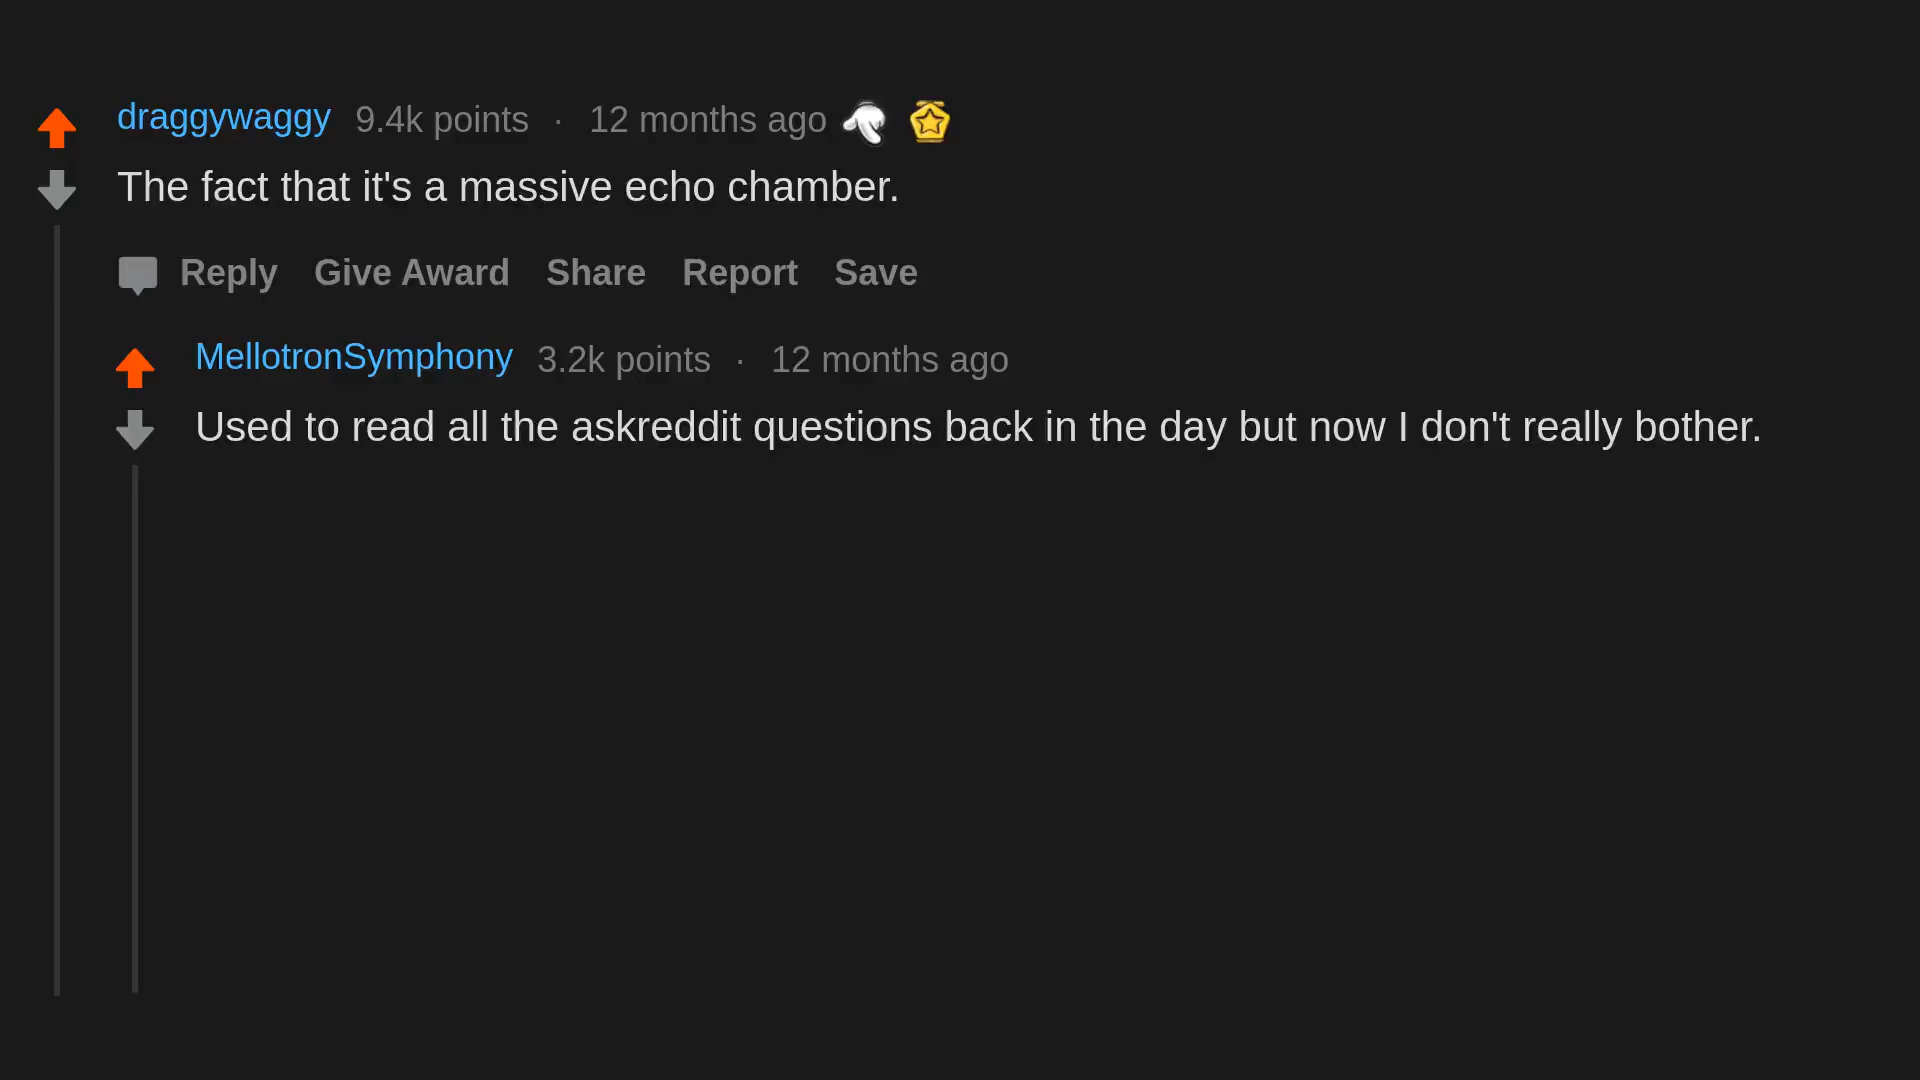 draggywaggy 9.4k points · 12 months ago
The fact that it's a massive echo chamber.
Reply Give Award Share Report Save
MellotronSymphony 3.2k points · 12 months ago
Used to read all the askreddit questions back in the day but now I don't really bother.